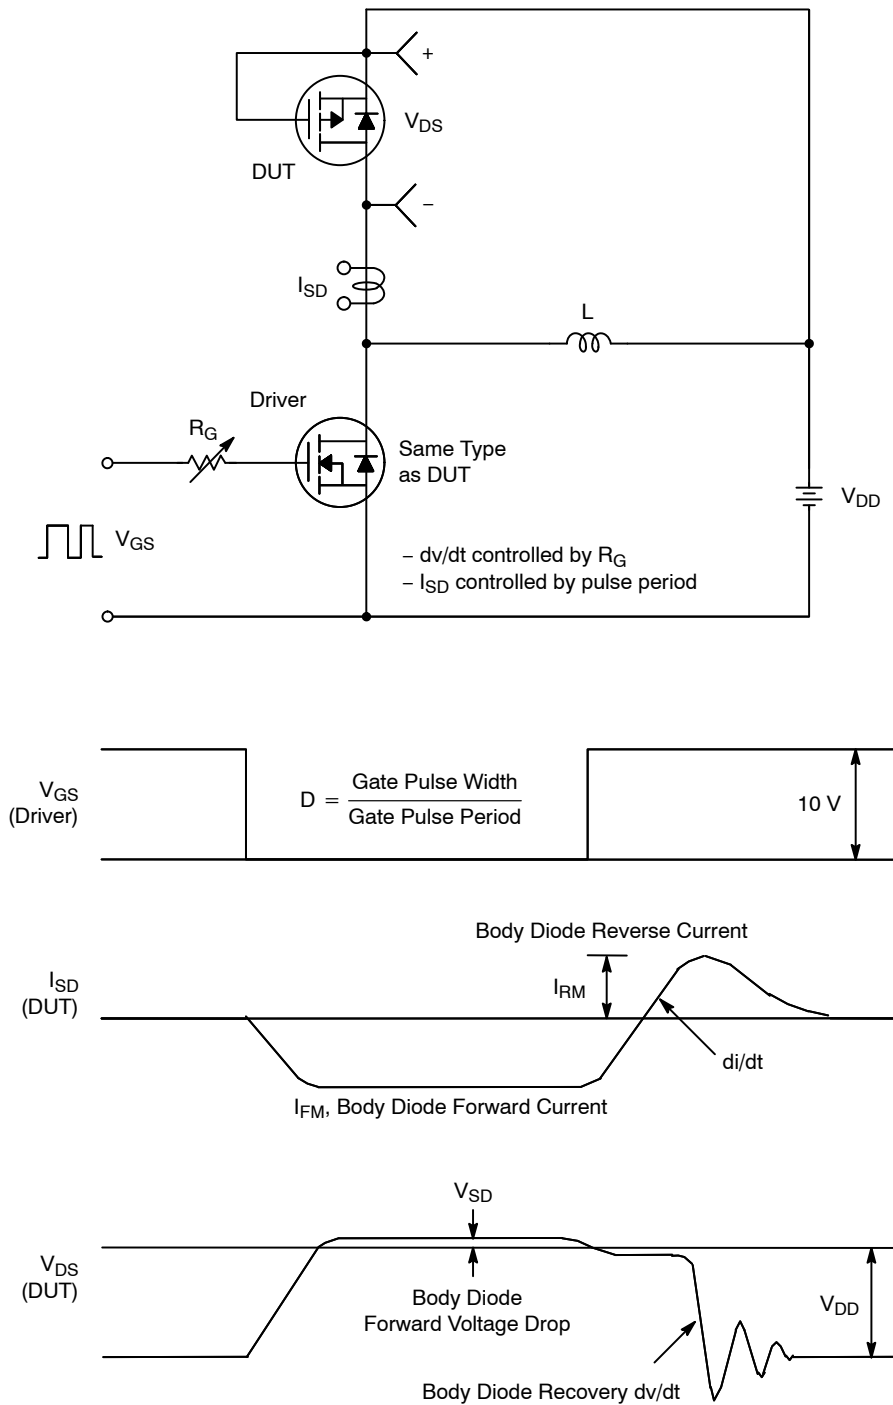 +
V_DS
DUT
−
I_SD
L
Driver
R_G
Same Type
as DUT
V_DD
V_GS
− dv/dt controlled by R_G
− I_SD controlled by pulse period
V_GS
(Driver)
D = Gate Pulse Width
Gate Pulse Period
10 V
Body Diode Reverse Current
I_SD
(DUT)
I_RM
di/dt
I_FM, Body Diode Forward Current
V_SD
V_DS
(DUT)
Body Diode
Forward Voltage Drop
V_DD
Body Diode Recovery dv/dt